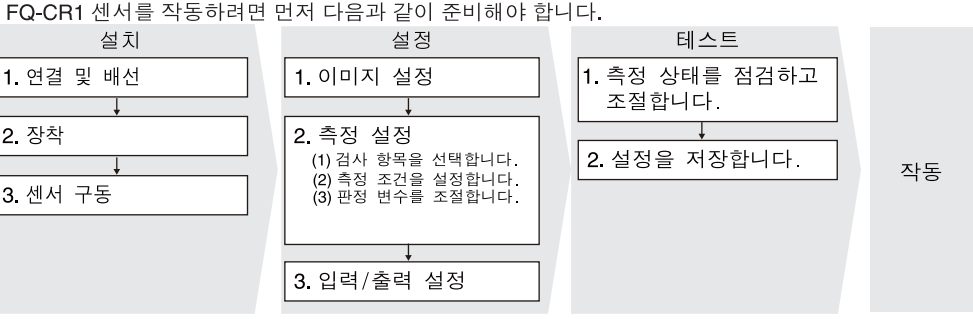 FQ-CR1 센서를 작동하려면 먼저 다음과 같이 준비해야 합니다.
설치
1. 연결 및 배선
2. 장착
3. 센서 구동
설정
1. 이미지 설정
2. 측정 설정
(1) 검사 항목을 선택합니다.
(2) 측정 조건을 설정합니다.
(3) 판정 변수를 조절합니다.
3. 입력/출력 설정
테스트
1. 측정 상태를 점검하고
조절합니다.
2. 설정을 저장합니다.
작동